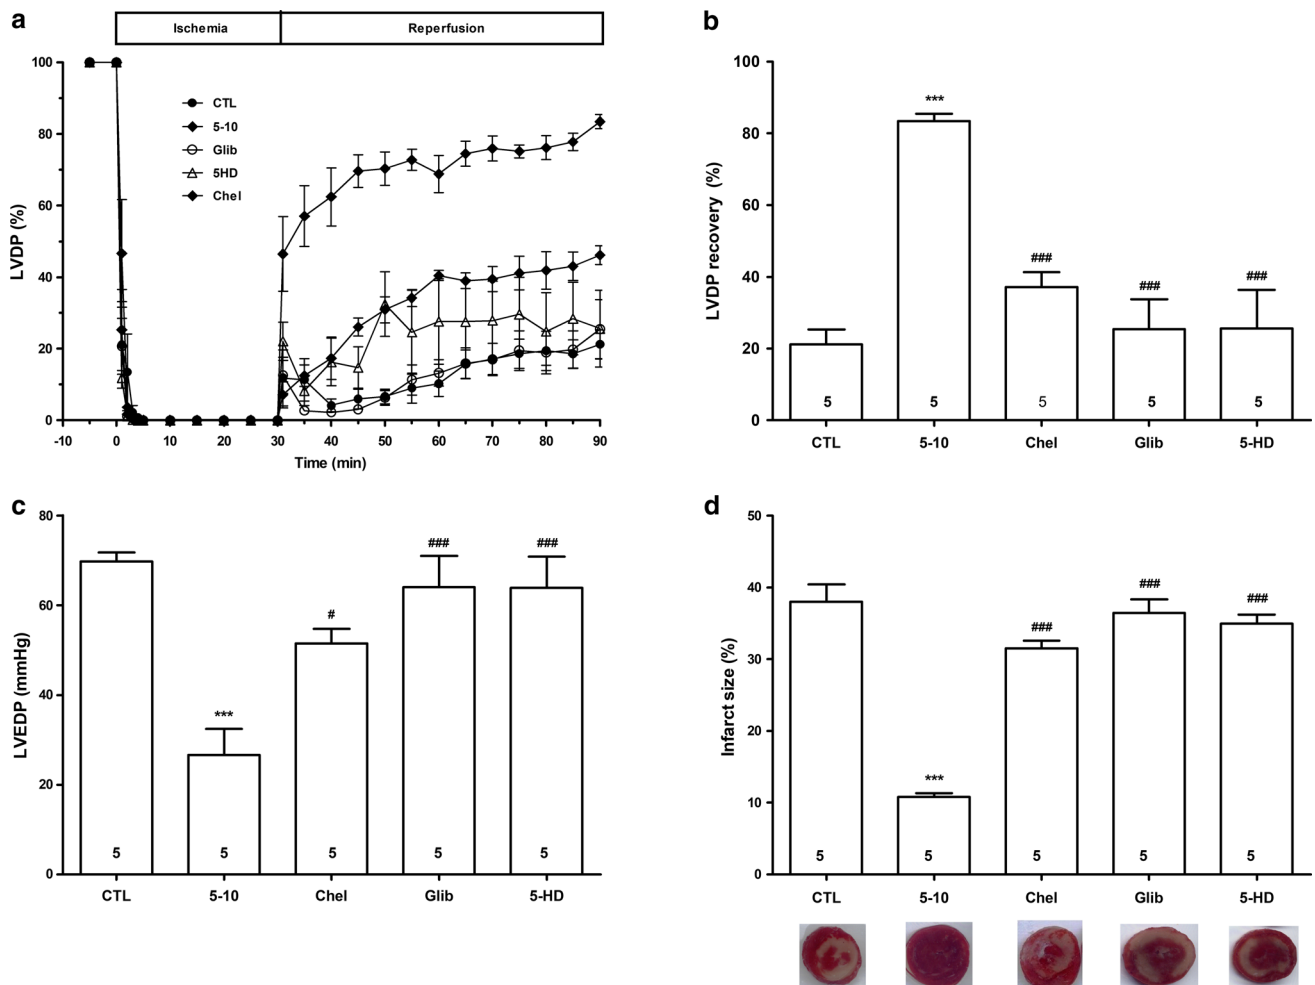 a
Ischemia
Reperfusion
100
80
60
40
20
0
LVDP (%)
CTL
5-10
Glib
5HD
Chel
-10
0
10
20
30
40
50
60
70
80
90
Time (min)
b
100
80
60
40
20
0
LVDP recovery (%)
***
###
###
###
5
5
5
5
5
CTL
5-10
Chel
Glib
5-HD
c
80
60
40
20
0
LVEDP (mmHg)
***
#
###
###
5
5
5
5
5
CTL
5-10
Chel
Glib
5-HD
d
50
40
30
20
10
0
Infarct size (%)
***
###
###
###
5
5
5
5
5
CTL
5-10
Chel
Glib
5-HD